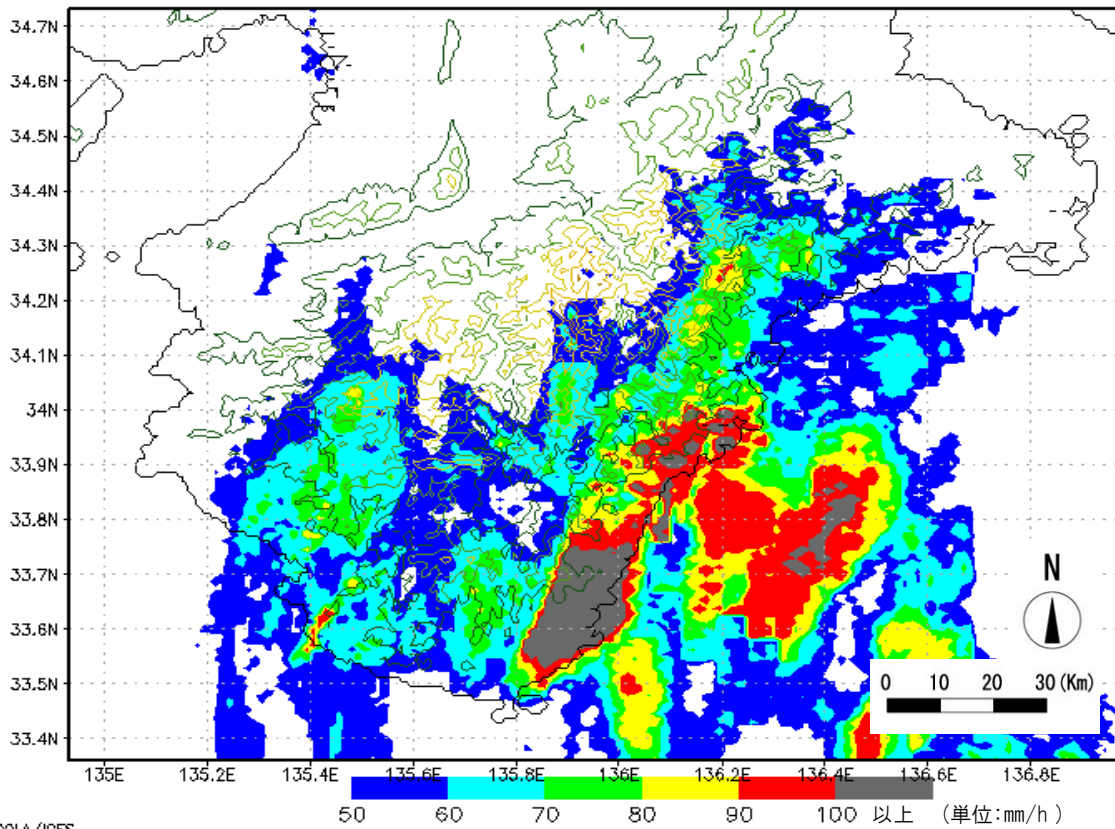 34.7N
34.6N
34.5N
34.4N
34.3N
34.2N
34.1N
34N
33.9N
33.8N
33.7N
33.6N
33.5N
33.4N
N
0 10 20 30 (Km)
135E 135.2E 135.4E 135.6E 135.8E 136E 136.2E 136.4E 136.6E 136.8E
50 60 70 80 90 100 以上 (単位:mm/h)